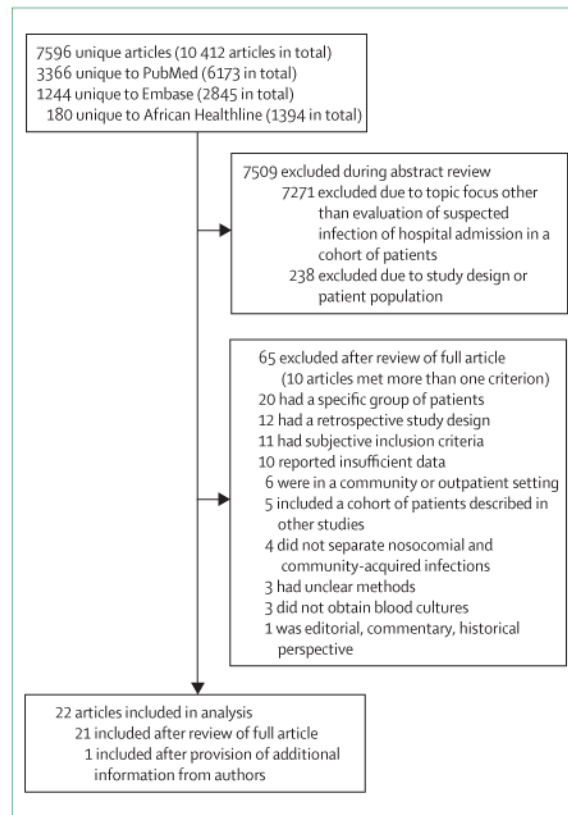 7596 unique articles (10 412 articles in total)
3366 unique to PubMed (6173 in total)
1244 unique to Embase (2845 in total)
180 unique to African Healthline (1394 in total)
7509 excluded during abstract review
7271 excluded due to topic focus other
than evaluation of suspected
infection of hospital admission in a
cohort of patients
238 excluded due to study design or
patient population
65 excluded after review of full article
(10 articles met more than one criterion)
20 had a specific group of patients
12 had a retrospective study design
11 had subjective inclusion criteria
10 reported insufficient data
6 were in a community or outpatient setting
5 included a cohort of patients described in
other studies
4 did not separate nosocomial and
community-acquired infections
3 had unclear methods
3 did not obtain blood cultures
1 was editorial, commentary, historical
perspective
22 articles included in analysis
21 included after review of full article
1 included after provision of additional
information from authors